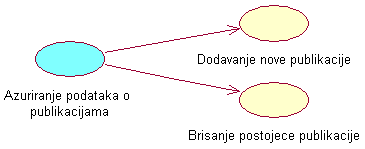 Dodavanje nove publikacije
Azuriranje podataka o
publikacijama
Brisanje postojece publikacije